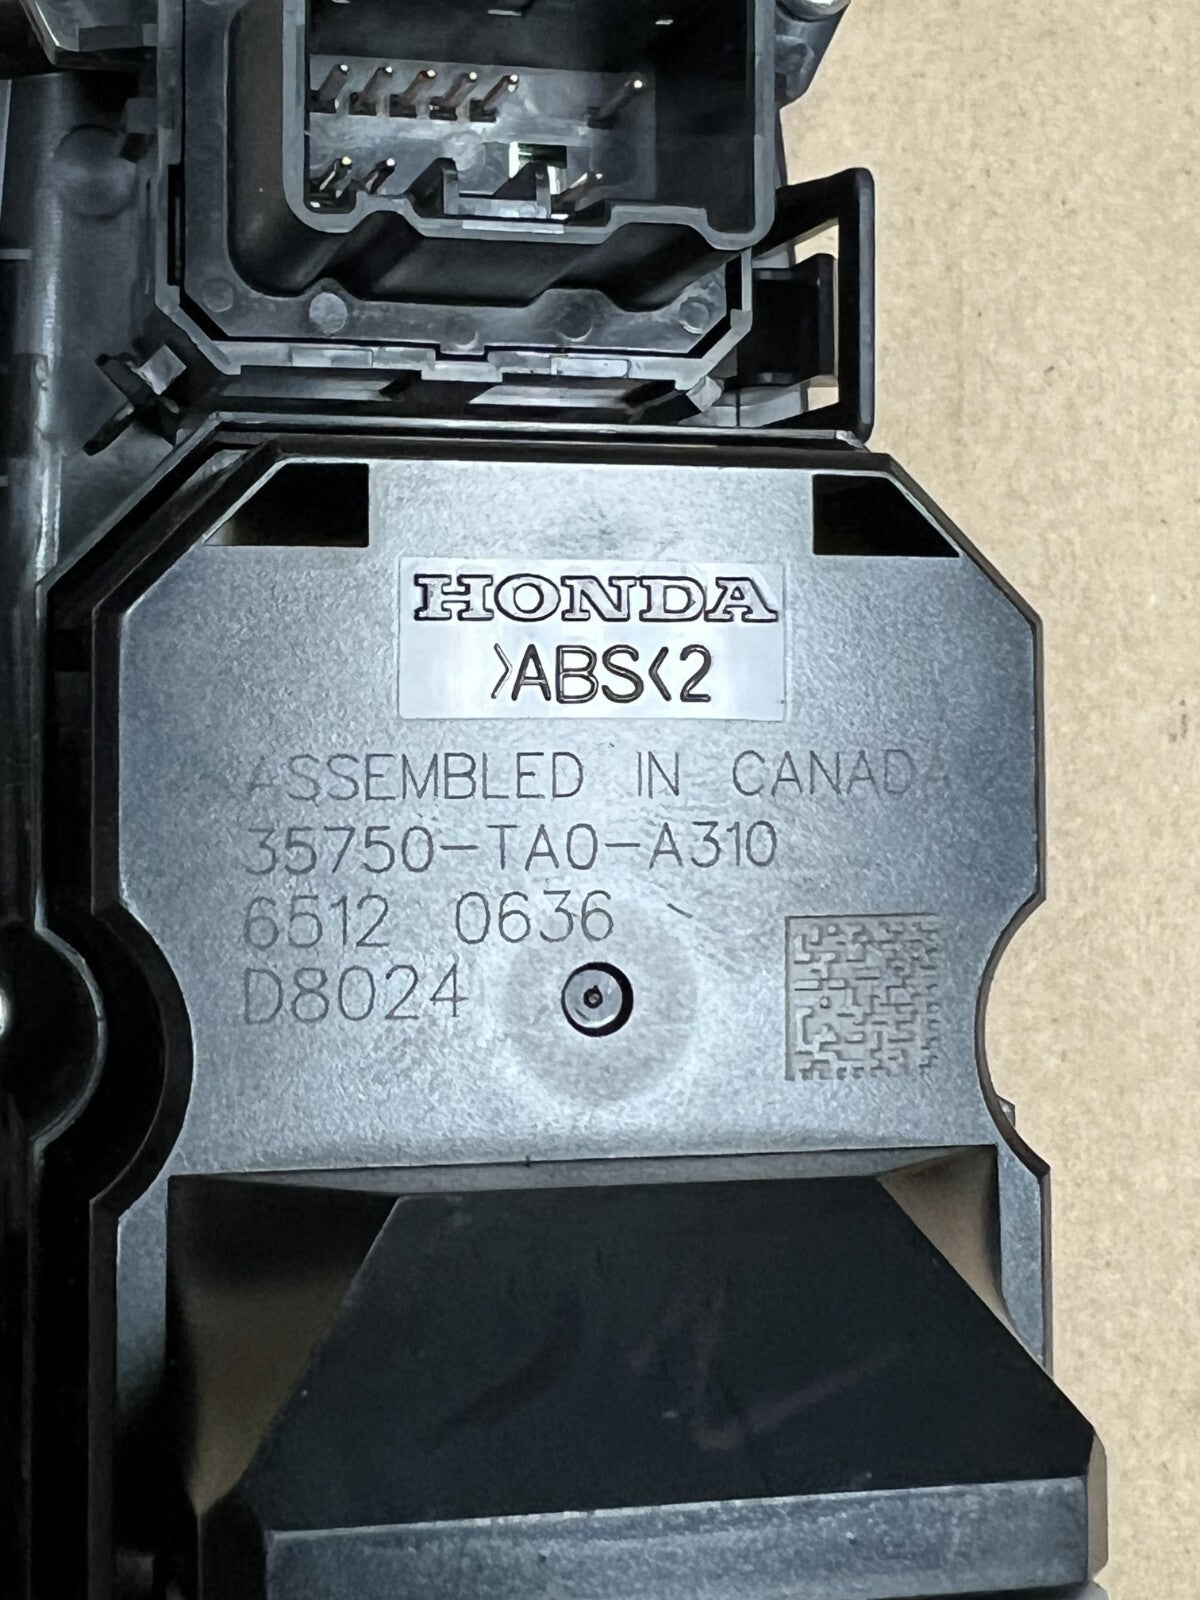 HONDA
>ABS<2
ASSEMBLED IN CANADA
35750-TA0-A310
6512 0636
D8024